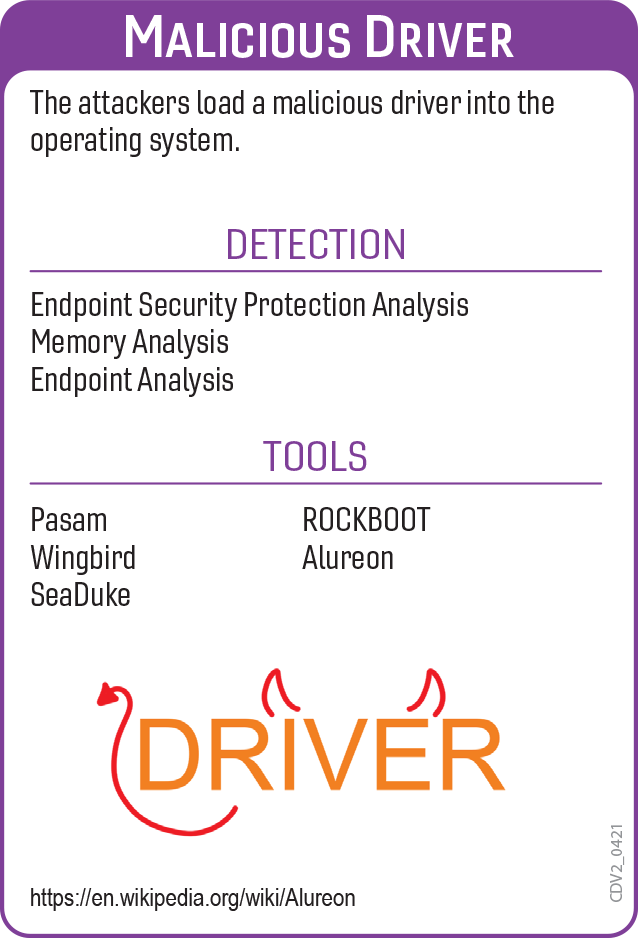 MALICIOUS DRIVER
The attackers load a malicious driver into the
operating system.
DETECTION
Endpoint Security Protection Analysis
Memory Analysis
Endpoint Analysis
TOOLS
Pasam
Wingbird
SeaDuke
ROCKBOOT
Alureon
DRIVER
https://en.wikipedia.org/wiki/Alureon
CDV2_0421